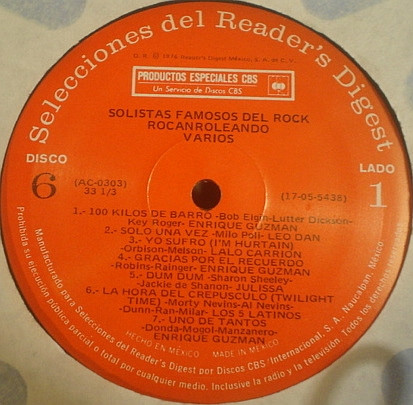 Selecciones del Reader's Digest
D. R. © 1976 Reader's Digest México, S. A. de C. V.
PRODUCTOS ESPECIALES CBS
Un Servicio de Discos CBS
SOLISTAS FAMOSOS DEL ROCK
ROCANROLEANDO
VARIOS
DISCO
6
LADO
1
(AC-0303)
33 1/3
(17-05-5438)
1.- 100 KILOS DE BARRO -Bob Elgin-Lutter Dickson-
Key Roger- ENRIQUE GUZMAN
2.- SOLO UNA VEZ -Milo Poli- LEO DAN
3.- YO SUFRO (I'M HURTAIN)
-Orbison-Melson- LALO CARRION
4.- GRACIAS POR EL RECUERDO
-Robins-Rainger- ENRIQUE GUZMAN
5.- DUM DUM- Sharon Sheeley-
-Jackie de Shanon- JULISSA
6.- LA HORA DEL CREPUSCULO (TWILIGHT
TIME) -Morty Nevins-Al Nevins-
-Dunn-Ran-Milar- LOS 5 LATINOS
7.- UNO DE TANTOS
-Donda-Mogol-Manzanero-
ENRIQUE GUZMAN
HECHO EN MEXICO MADE IN MEXICO
Manufacturado para Selecciones del Reader's Digest por Discos CBS/International, S. A., Naucalpan, México.
Prohibida su ejecución pública parcial o total por cualquier medio. Inclusive la radio y la televisión. Todos los derechos